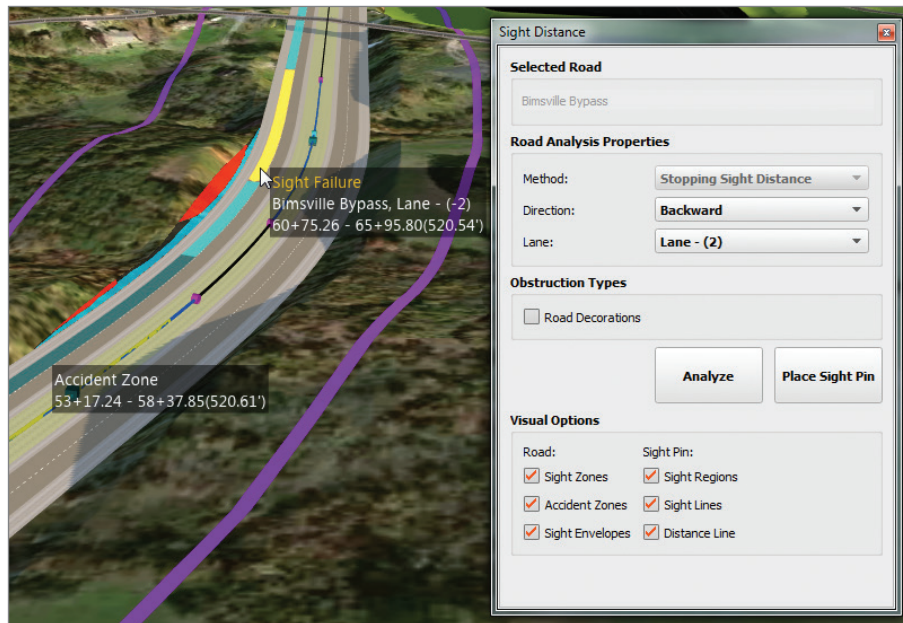 Sight Distance
Selected Road
Bimsville Bypass
Road Analysis Properties
Method: Stopping Sight Distance
Direction: Backward
Lane: Lane - (2)
Obstruction Types
Road Decorations
Analyze Place Sight Pin
Visual Options
Road: Sight Pin:
Sight Zones Sight Regions
Accident Zones Sight Lines
Sight Envelopes Distance Line
Sight Failure
Bimsville Bypass, Lane - (-2)
60+75.26 - 65+95.80(520.54')
Accident Zone
53+17.24 - 58+37.85(520.61')